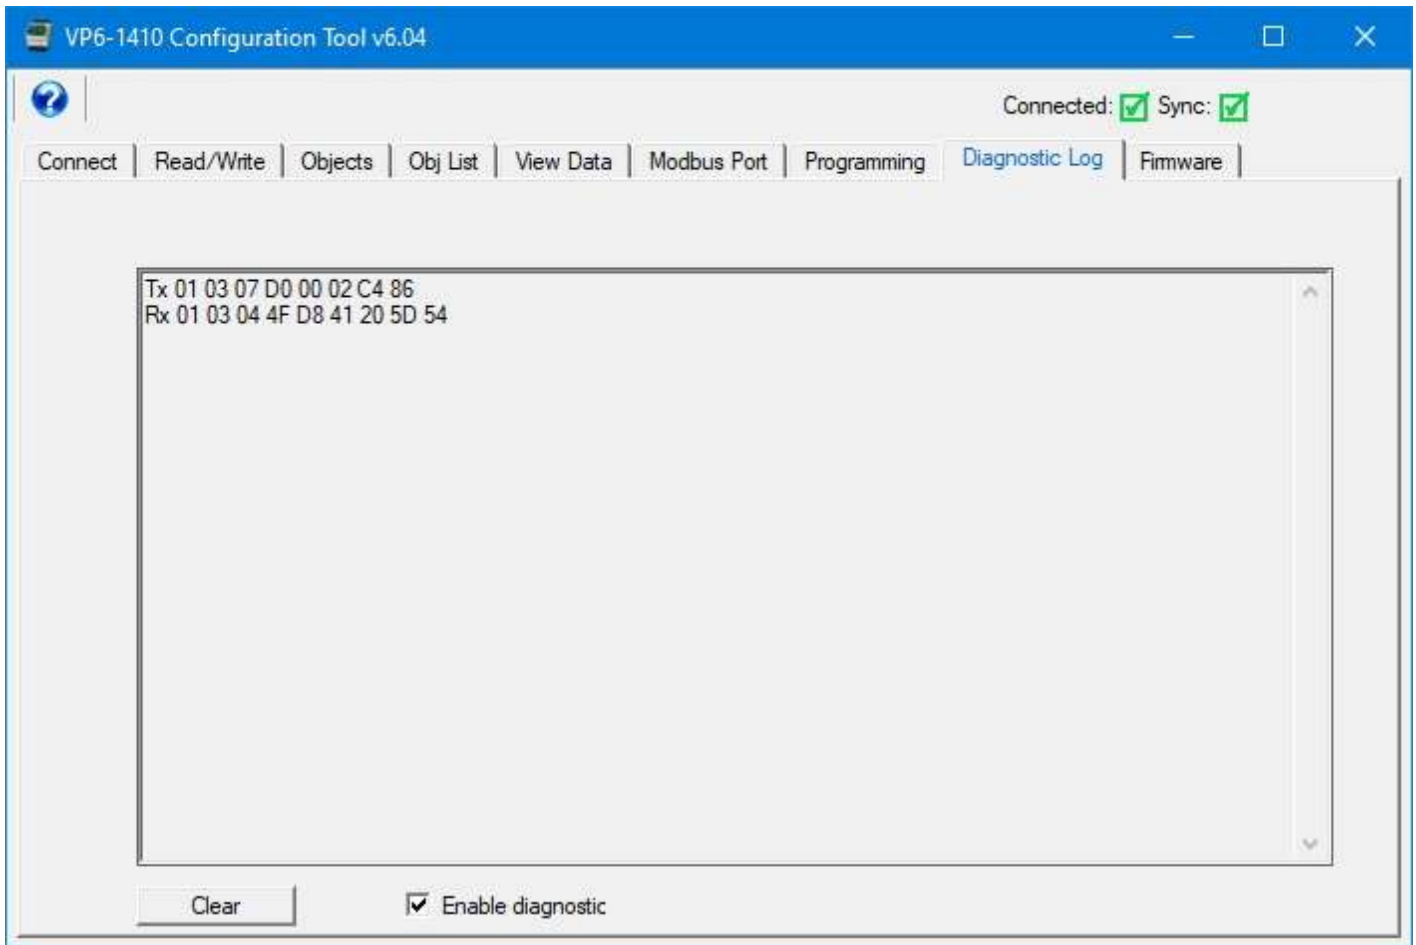 VP6-1410 Configuration Tool v6.04
Connected: Sync:
Connect Read/Write Objects Obj List View Data Modbus Port Programming Diagnostic Log Firmware
Tx 01 03 07 D0 00 02 C4 86
Rx 01 03 04 4F D8 41 20 5D 54
Clear Enable diagnostic